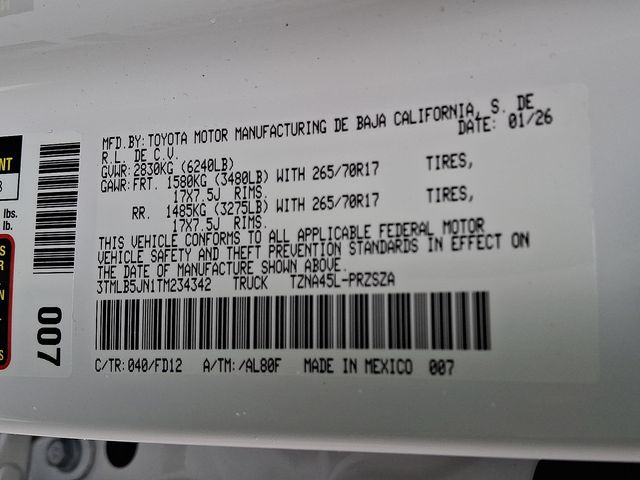 MFD.BY:TOYOTA MOTOR MANUFACTURING DE BAJA CALIFORNIA, S. DE
R.L. DE C.V. DATE: 01/26
GVWR:2830KG (6240LB)
GAWR:FRT. 1580KG (3480LB) WITH 265/70R17 TIRES,
17X7.5J RIMS.
RR. 1485KG (3275LB) WITH 265/70R17 TIRES,
17X7.5J RIMS.
THIS VEHICLE CONFORMS TO ALL APPLICABLE FEDERAL MOTOR
VEHICLE SAFETY AND THEFT PREVENTION STANDARDS IN EFFECT ON
THE DATE OF MANUFACTURE SHOWN ABOVE.
3TMLB5JN1TM234342 TRUCK TZNA45L-PRZSZA
C/TR:040/FD12 A/TM:/AL80F MADE IN MEXICO 007
007
NT
lbs.
lb.